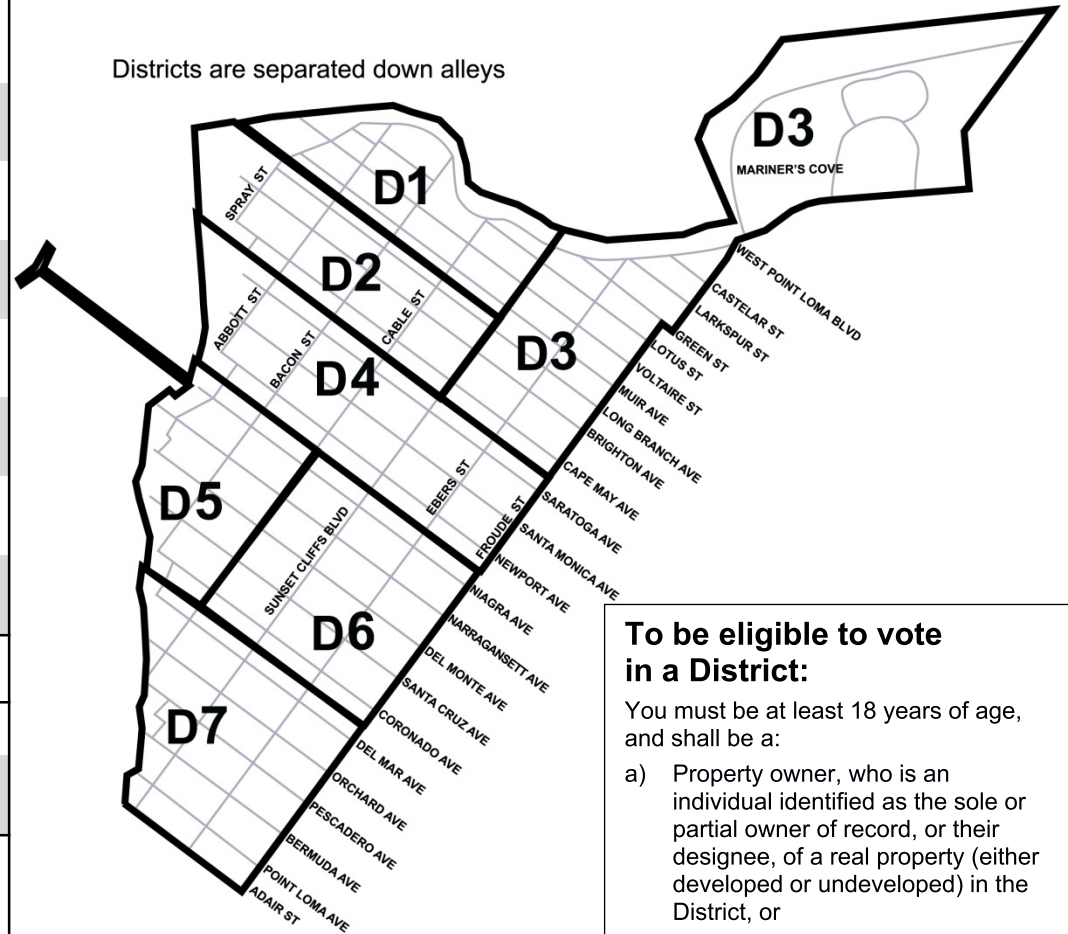 Districts are separated down alleys
D3
MARINER'S COVE
D1
SPRAY ST
D2
ABBOTT ST
BACON ST
CABLE ST
D4
D3
WEST POINT LOMA BLVD
CASTELAR ST
LARKSPUR ST
GREEN ST
LOTUS ST
VOLTAIRE ST
MUIR AVE
LONG BRANCH AVE
BRIGHTON AVE
CAPE MAY AVE
SARATOGA AVE
SANTA MONICA AVE
NEWPORT AVE
NIAGRA AVE
NARRAGANSETT AVE
DEL MONTE AVE
SANTA CRUZ AVE
CORONADO AVE
DEL MAR AVE
ORCHARD AVE
PESCADERO AVE
BERMUDA AVE
POINT LOMA AVE
ADAIR ST
EBERS ST
FROUDE ST
D5
SUNSET CLIFFS BLVD
D6
D7
To be eligible to vote
in a District:
You must be at least 18 years of age,
and shall be a:
a) Property owner, who is an
individual identified as the sole or
partial owner of record, or their
designee, of a real property (either
developed or undeveloped) in the
District, or